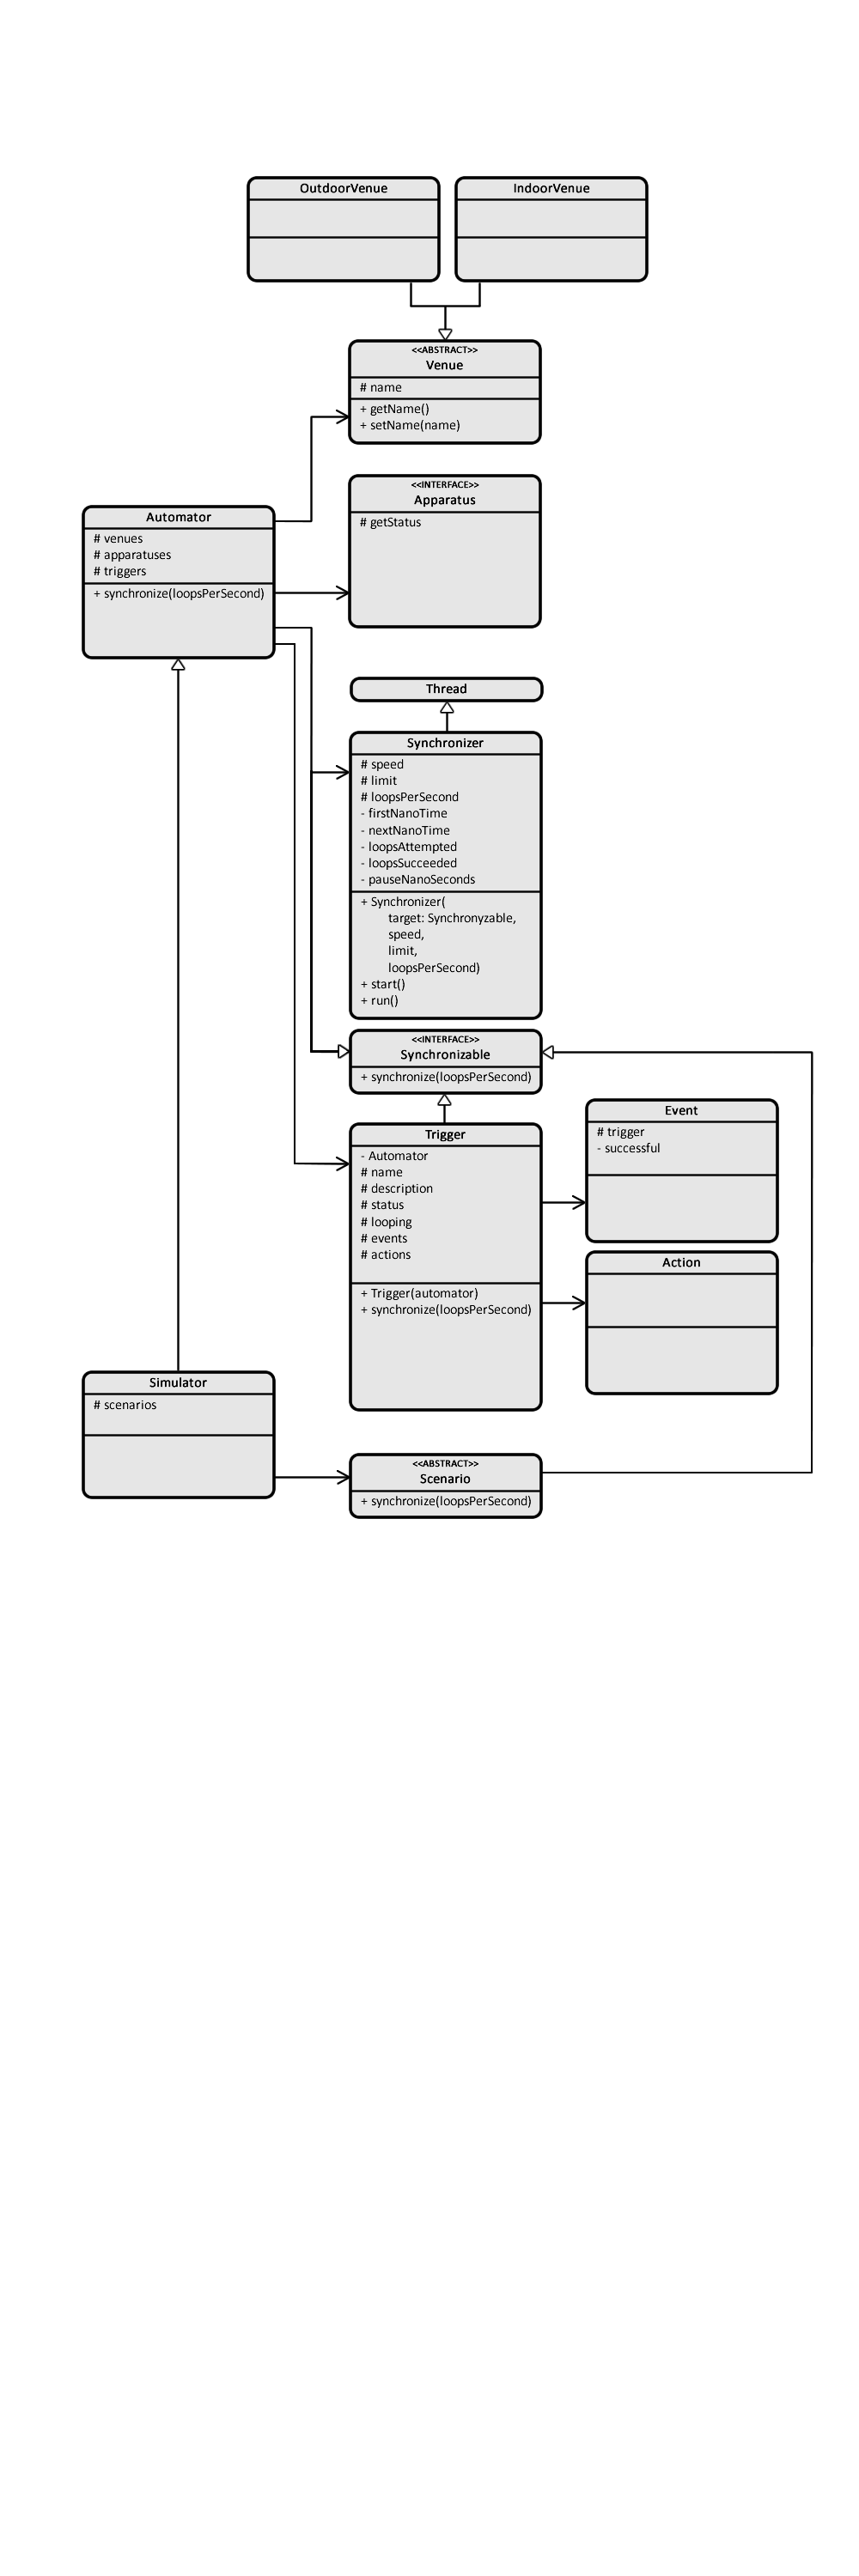 OutdoorVenue
IndoorVenue
<<ABSTRACT>>
Venue
# name
+ getName()
+ setName(name)
<<INTERFACE>>
Apparatus
# getStatus
Automator
# venues
# apparatuses
# triggers
+ synchronize(loopsPerSecond)
Thread
Synchronizer
# speed
# limit
# loopsPerSecond
- firstNanoTime
- nextNanoTime
- loopsAttempted
- loopsSucceeded
- pauseNanoSeconds
+ Synchronizer(
target: Synchronyzable,
speed,
limit,
loopsPerSecond)
+ start()
+ run()
<<INTERFACE>>
Synchronizable
+ synchronize(loopsPerSecond)
Trigger
- Automator
# name
# description
# status
# looping
# events
# actions
+ Trigger(automator)
+ synchronize(loopsPerSecond)
Event
# trigger
- successful
Action
Simulator
# scenarios
<<ABSTRACT>>
Scenario
+ synchronize(loopsPerSecond)